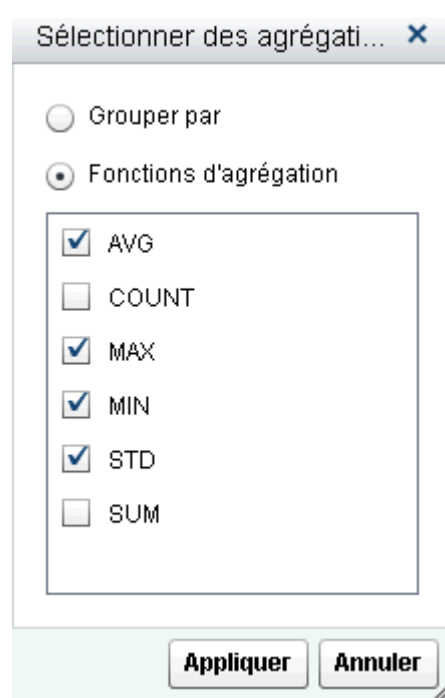 Sélectionner des agrégati...
Grouper par
Fonctions d'agrégation
AVG
COUNT
MAX
MIN
STD
SUM
Appliquer Annuler